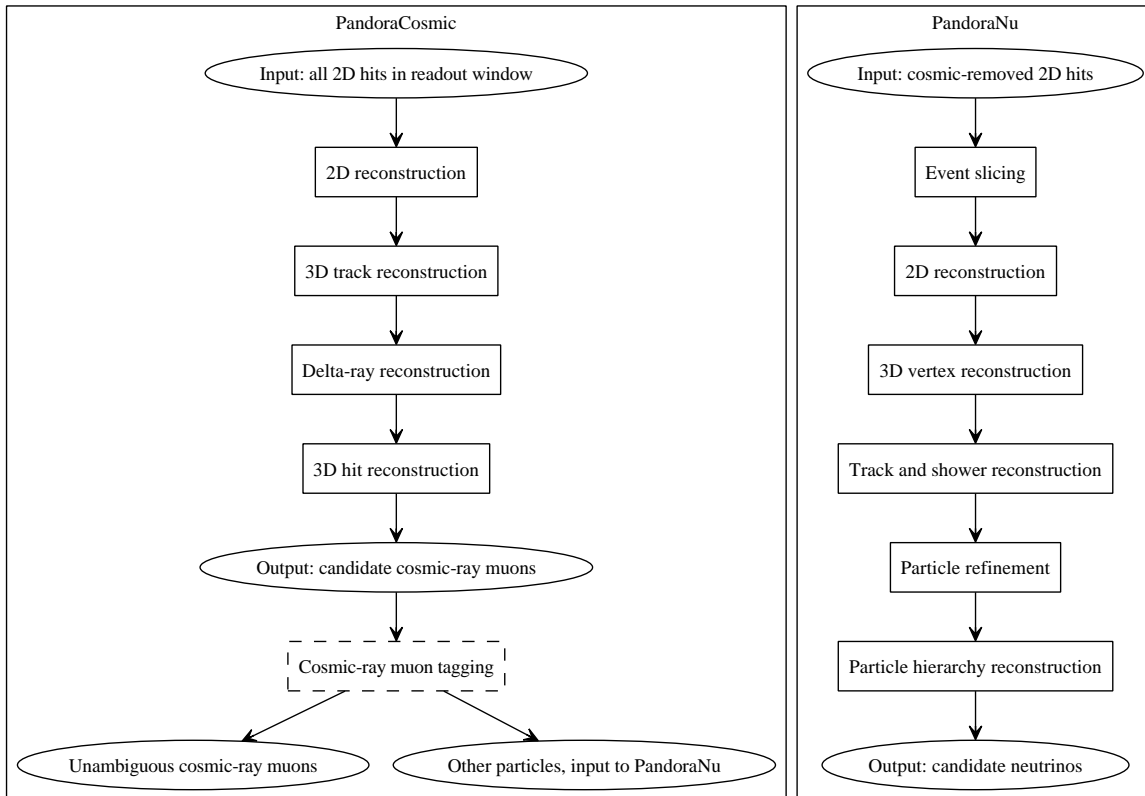 PandoraCosmic
Input: all 2D hits in readout window
2D reconstruction
3D track reconstruction
Delta-ray reconstruction
3D hit reconstruction
Output: candidate cosmic-ray muons
Cosmic-ray muon tagging
Unambiguous cosmic-ray muons
Other particles, input to PandoraNu
PandoraNu
Input: cosmic-removed 2D hits
Event slicing
2D reconstruction
3D vertex reconstruction
Track and shower reconstruction
Particle refinement
Particle hierarchy reconstruction
Output: candidate neutrinos